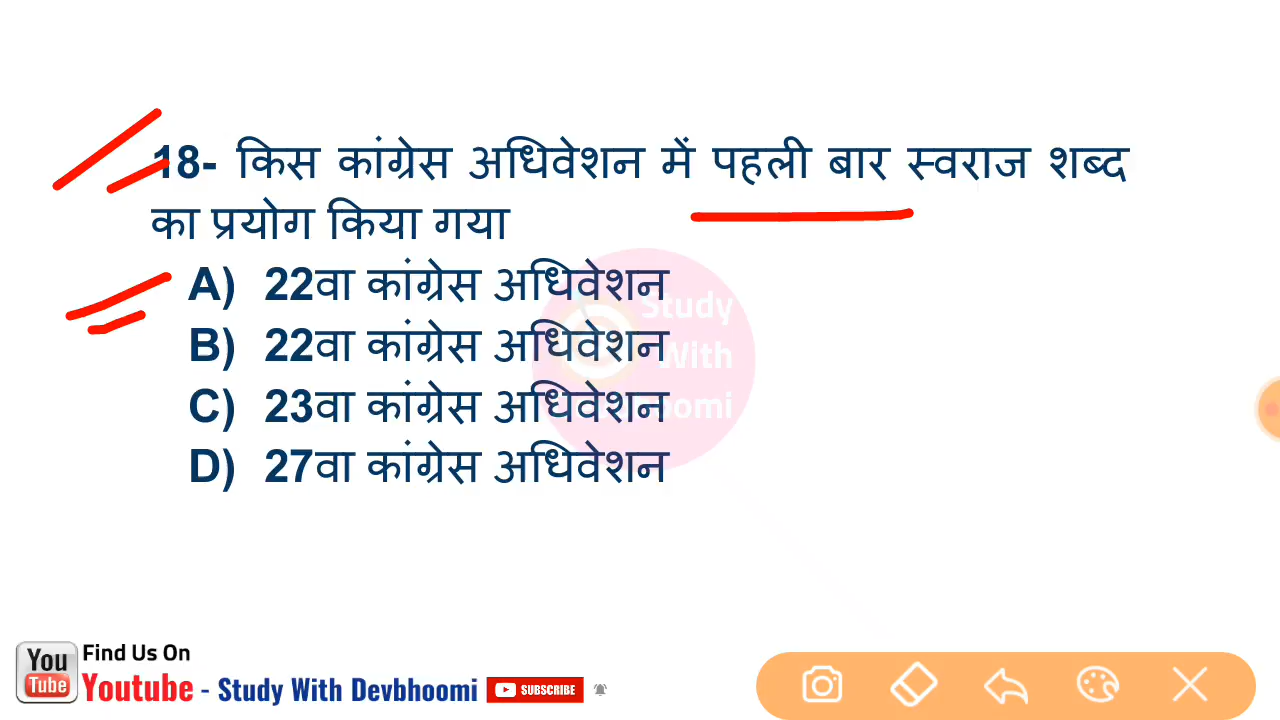 18- किस कांग्रेस अधिवेशन में पहली बार स्वराज शब्द
का प्रयोग किया गया
A) 22वा कांग्रेस अधिवेशन
B) 22वा कांग्रेस अधिवेशन
C) 23वा कांग्रेस अधिवेशन
D) 27वा कांग्रेस अधिवेशन
Study
With
oomi
You
Tube
Find Us On
Youtube - Study With Devbhoomi
SUBSCRIBE